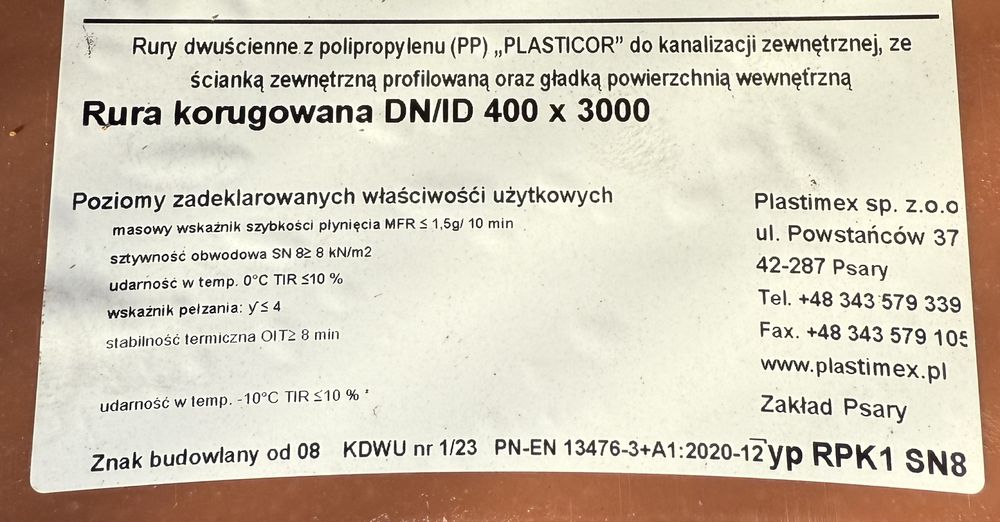 Rury dwuścienne z polipropylenu (PP) „PLASTICOR” do kanalizacji zewnętrznej, ze
ścianką zewnętrzną profilowaną oraz gładką powierzchnią wewnętrzną
Rura korugowana DN/ID 400 x 3000
Poziomy zadeklarowanych właściwośći użytkowych
masowy wskaźnik szybkości płynięcia MFR ≤ 1,5g/ 10 min
sztywność obwodowa SN 8≥ 8 kN/m2
udarność w temp. 0°C TIR ≤10 %
wskaźnik pełzania: γ ≤ 4
stabilność termiczna OIT≥ 8 min
udarność w temp. -10°C TIR ≤10 %
Plastimex sp. z.o.o
ul. Powstańców 37
42-287 Psary
Tel. +48 343 579 339
Fax. +48 343 579 105
www.plastimex.pl
Zakład Psary
Znak budowlany od 08 KDWU nr 1/23 PN-EN 13476-3+A1:2020-12 Typ RPK1 SN8